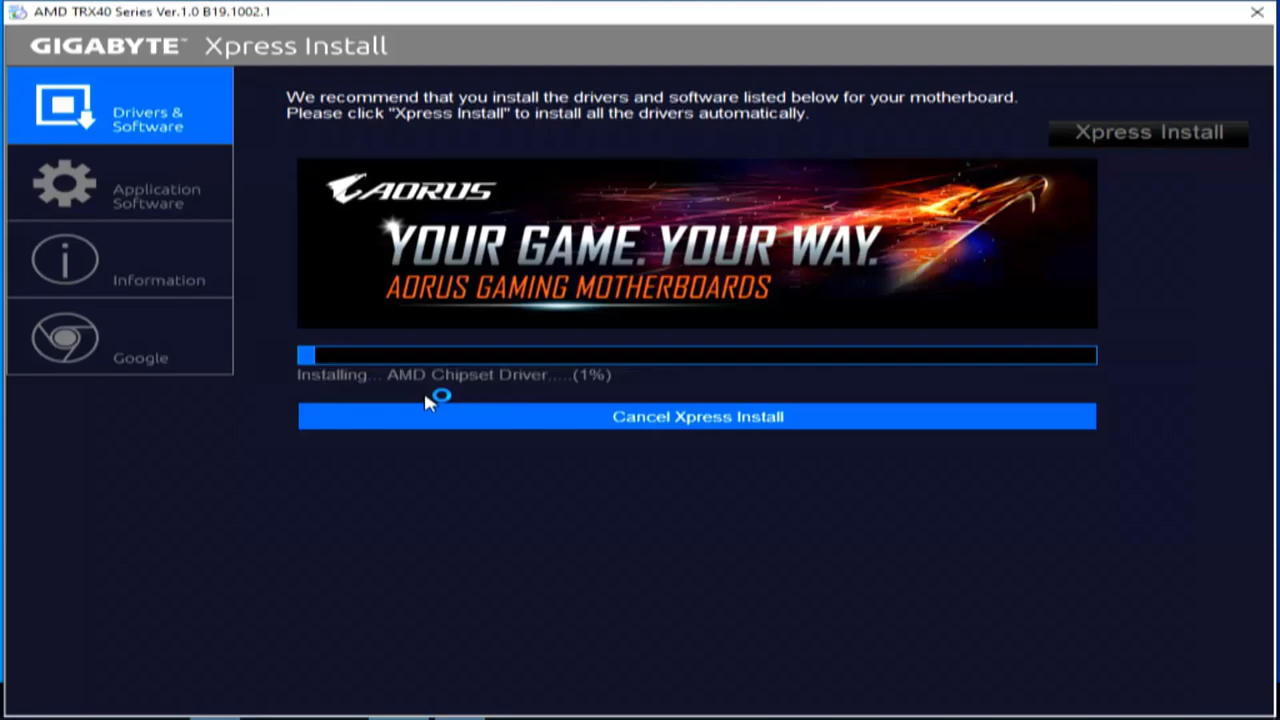 AMD TRX40 Series Ver.1.0 B19.1002.1
GIGABYTE™ Xpress Install
Drivers &
Software
Application
Software
Information
Google
We recommend that you install the drivers and software listed below for your motherboard.
Please click "Xpress Install" to install all the drivers automatically.
Xpress Install
AORUS
YOUR GAME. YOUR WAY.
AORUS GAMING MOTHERBOARDS
Installing... AMD Chipset Driver.....(1%)
Cancel Xpress Install